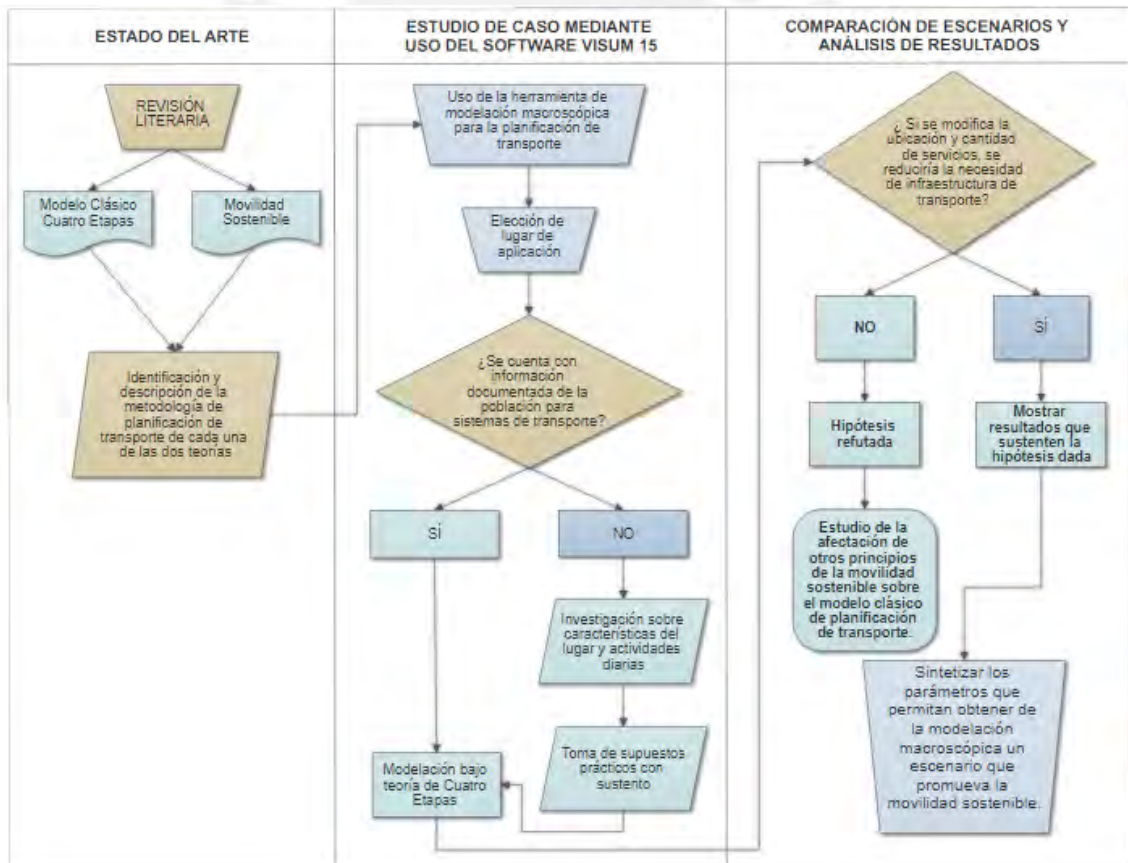 ESTADO DEL ARTE
REVISIÓN
LITERARIA
Modelo Clásico
Cuatro Etapas
Movilidad
Sostenible
Identificación y
descripción de la
metodología de
planificación de
transporte de cada una
de las dos teorías
ESTUDIO DE CASO MEDIANTE
USO DEL SOFTWARE VISUM 15
Uso de la herramienta de
modelación macroscópica
para la planificación de
transporte
Elección de
lugar de
aplicación
¿Se cuenta con
información
documentada de la
población para
sistemas de transporte?
SÍ
NO
Investigación sobre
características del
lugar y actividades
diarias
Toma de supuestos
prácticos con
sustento
Modelación bajo
teoría de Cuatro
Etapas
COMPARACIÓN DE ESCENARIOS Y
ANÁLISIS DE RESULTADOS
¿ Si se modifica la
ubicación y cantidad
de servicios, se
reduciría la necesidad
de infraestructura de
transporte?
NO
SÍ
Hipótesis
refutada
Mostrar
resultados que
sustenten la
hipótesis dada
Estudio de la
afectación de
otros principios
de la movilidad
sostenible sobre
el modelo clásico
de planificación
de transporte.
Sintetizar los
parámetros que
permitan obtener de
la modelación
macroscópica un
escenario que
promueva la
movilidad sostenible.